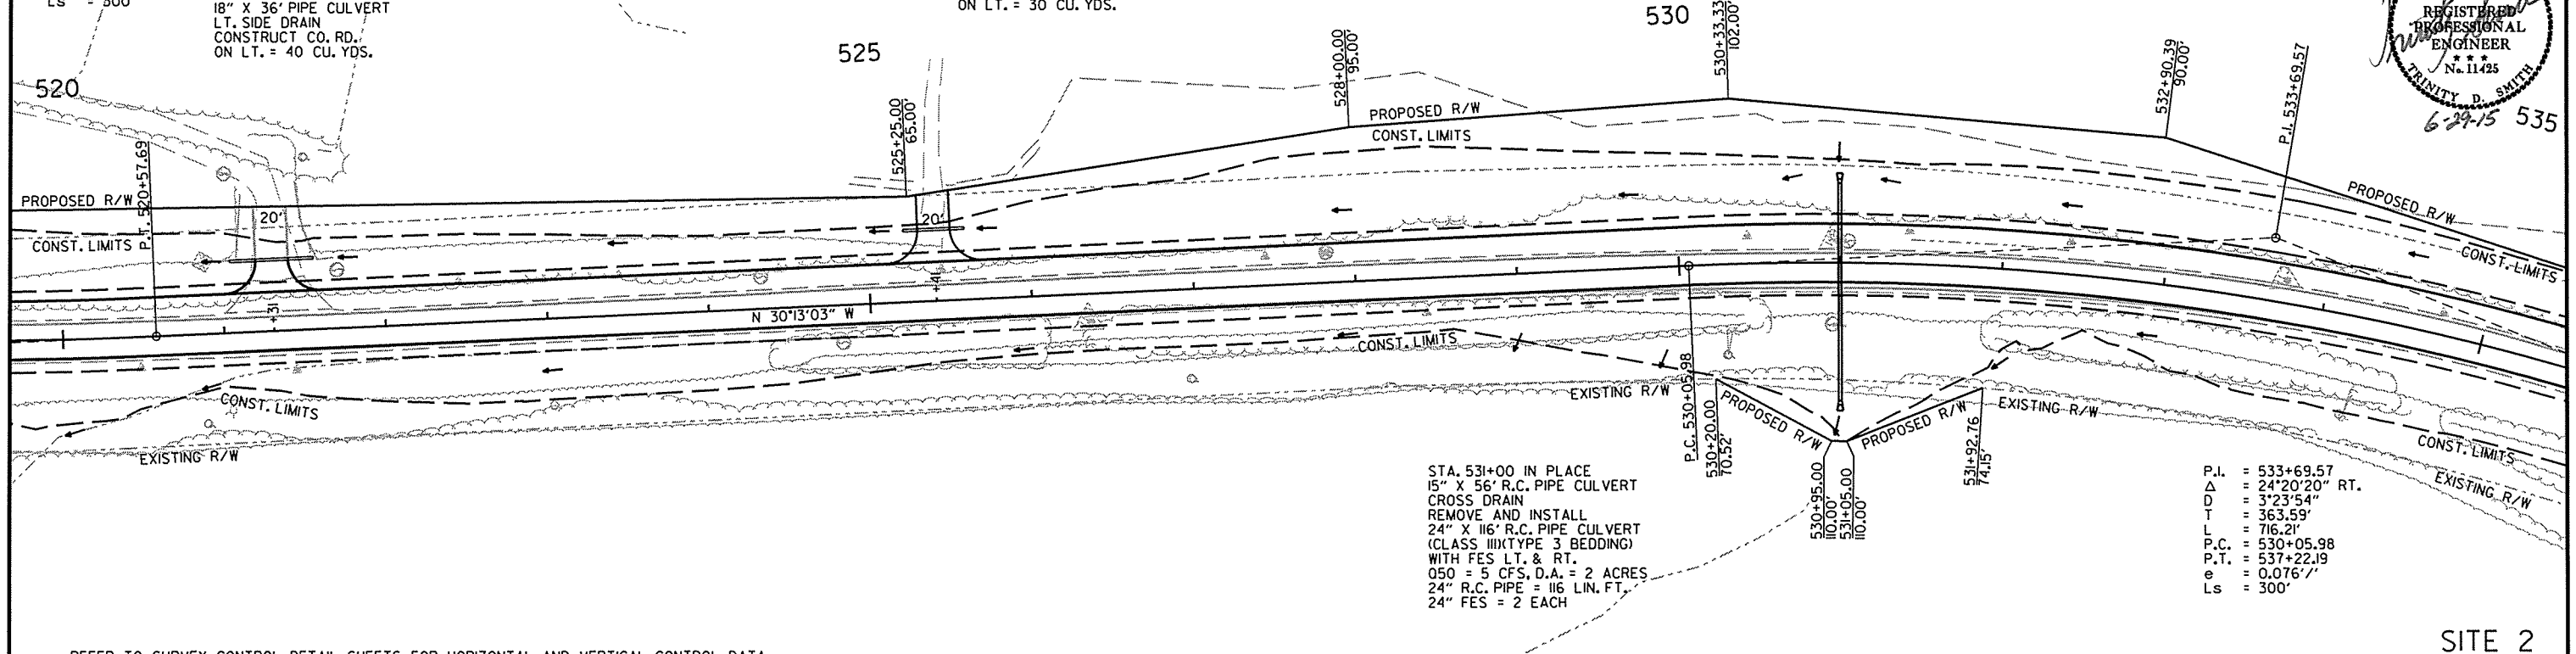 Ls = 300'
18" X 36' PIPE CULVERT
LT. SIDE DRAIN
CONSTRUCT CO. RD.
ON LT. = 40 CU. YDS.
ON LT. = 30 CU. YDS.
520
525
530
535
REGISTERED
PROFESSIONAL
ENGINEER
★ ★ ★
No. 11425
TRINITY D. SMITH
6-29-15
P.T. 520+57.69
525+25.00
65.00'
528+00.00
95.00'
530+33.33
102.00'
532+90.39
90.00'
P.I. 533+69.57
PROPOSED R/W
CONST. LIMITS
20'
+31
20'
+41
PROPOSED R/W
CONST. LIMITS
PROPOSED R/W
CONST. LIMITS
N 30°13'03" W
CONST. LIMITS
EXISTING R/W
CONST. LIMITS
EXISTING R/W
P.C. 530+05.98
530+20.00
70.52'
PROPOSED R/W
530+95.00
110.00'
531+05.00
110.00'
PROPOSED R/W
531+92.76
74.15'
EXISTING R/W
CONST. LIMITS
EXISTING R/W
STA. 531+00 IN PLACE
15" X 56' R.C. PIPE CULVERT
CROSS DRAIN
REMOVE AND INSTALL
24" X 116' R.C. PIPE CULVERT
(CLASS III)(TYPE 3 BEDDING)
WITH FES LT. & RT.
Q50 = 5 CFS, D.A. = 2 ACRES
24" R.C. PIPE = 116 LIN. FT.
24" FES = 2 EACH
P.I. = 533+69.57
Δ = 24°20'20" RT.
D = 3°23'54"
T = 363.59'
L = 716.21'
P.C. = 530+05.98
P.T. = 537+22.19
e = 0.076'/'
Ls = 300'
SITE 2
REFER TO SURVEY CONTROL DETAIL SHEETS FOR HORIZONTAL AND VERTICAL CONTROL DATA